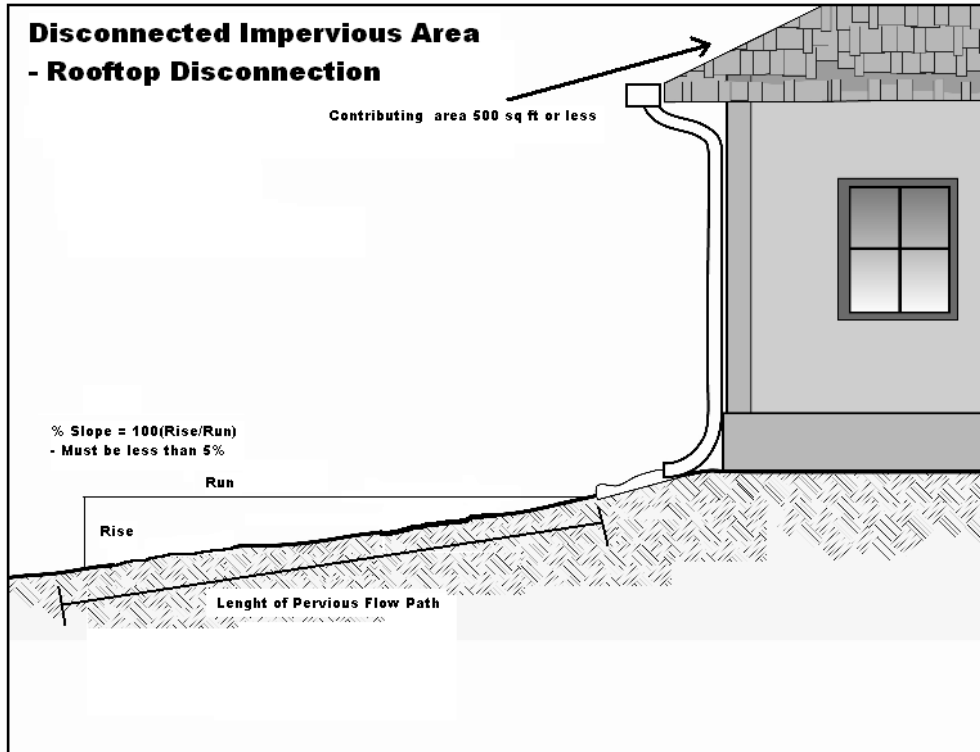 Disconnected Impervious Area
- Rooftop Disconnection
Contributing area 500 sq ft or less
% Slope = 100(Rise/Run)
- Must be less than 5%
Run
Rise
Lenght of Pervious Flow Path